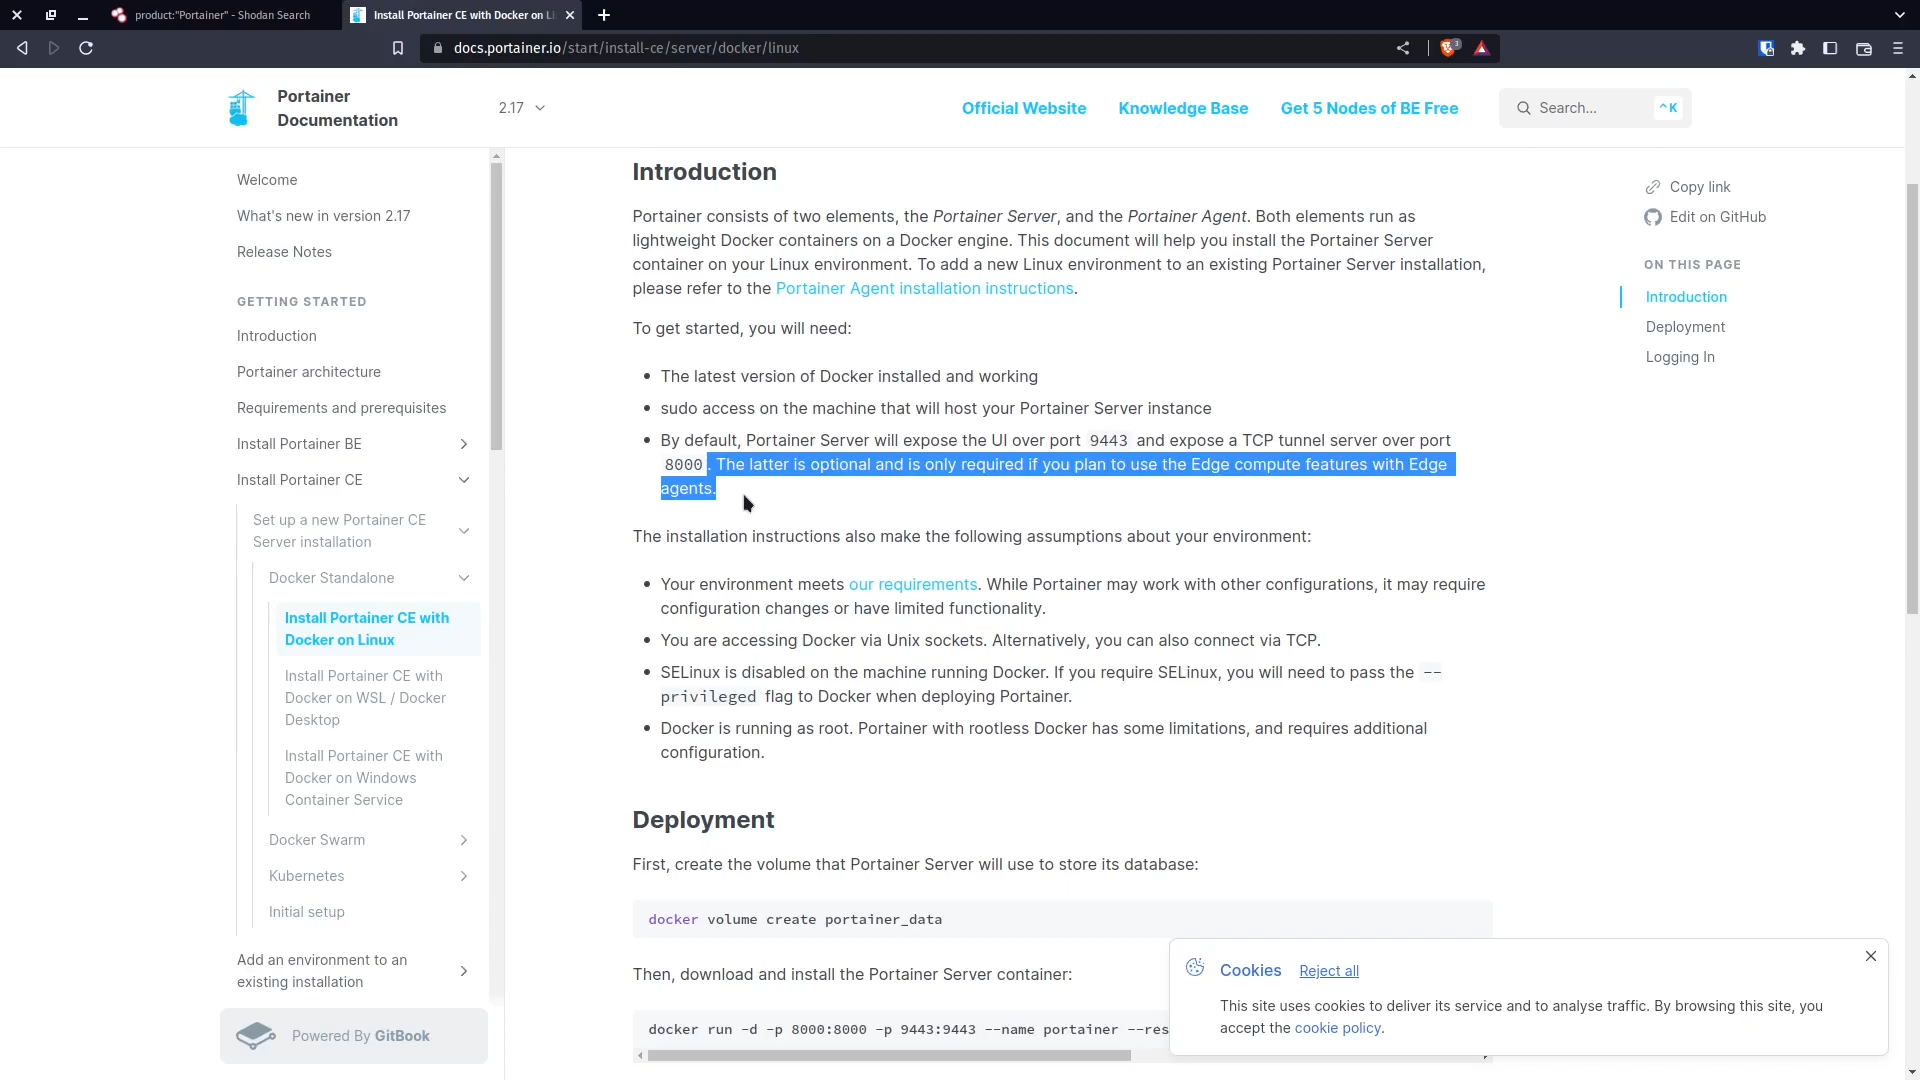 product:"Portainer" - Shodan Search
Install Portainer CE with Docker on Li
docs.portainer.io/start/install-ce/server/docker/linux
3
Portainer
Documentation
2.17
Official Website
Knowledge Base
Get 5 Nodes of BE Free
Search...
^K
Welcome
What's new in version 2.17
Release Notes
GETTING STARTED
Introduction
Portainer architecture
Requirements and prerequisites
Install Portainer BE
Install Portainer CE
Set up a new Portainer CE
Server installation
Docker Standalone
Install Portainer CE with
Docker on Linux
Install Portainer CE with
Docker on WSL / Docker
Desktop
Install Portainer CE with
Docker on Windows
Container Service
Docker Swarm
Kubernetes
Initial setup
Add an environment to an
existing installation
Powered By GitBook
Introduction
Portainer consists of two elements, the Portainer Server, and the Portainer Agent. Both elements run as
lightweight Docker containers on a Docker engine. This document will help you install the Portainer Server
container on your Linux environment. To add a new Linux environment to an existing Portainer Server installation,
please refer to the Portainer Agent installation instructions.
To get started, you will need:
• The latest version of Docker installed and working
• sudo access on the machine that will host your Portainer Server instance
• By default, Portainer Server will expose the UI over port 9443 and expose a TCP tunnel server over port
8000. The latter is optional and is only required if you plan to use the Edge compute features with Edge
agents.
The installation instructions also make the following assumptions about your environment:
• Your environment meets our requirements. While Portainer may work with other configurations, it may require
configuration changes or have limited functionality.
• You are accessing Docker via Unix sockets. Alternatively, you can also connect via TCP.
• SELinux is disabled on the machine running Docker. If you require SELinux, you will need to pass the --
privileged flag to Docker when deploying Portainer.
• Docker is running as root. Portainer with rootless Docker has some limitations, and requires additional
configuration.
Deployment
First, create the volume that Portainer Server will use to store its database:
docker volume create portainer_data
Then, download and install the Portainer Server container:
docker run -d -p 8000:8000 -p 9443:9443 --name portainer --res
Copy link
Edit on GitHub
ON THIS PAGE
Introduction
Deployment
Logging In
Cookies
Reject all
This site uses cookies to deliver its service and to analyse traffic. By browsing this site, you
accept the cookie policy.